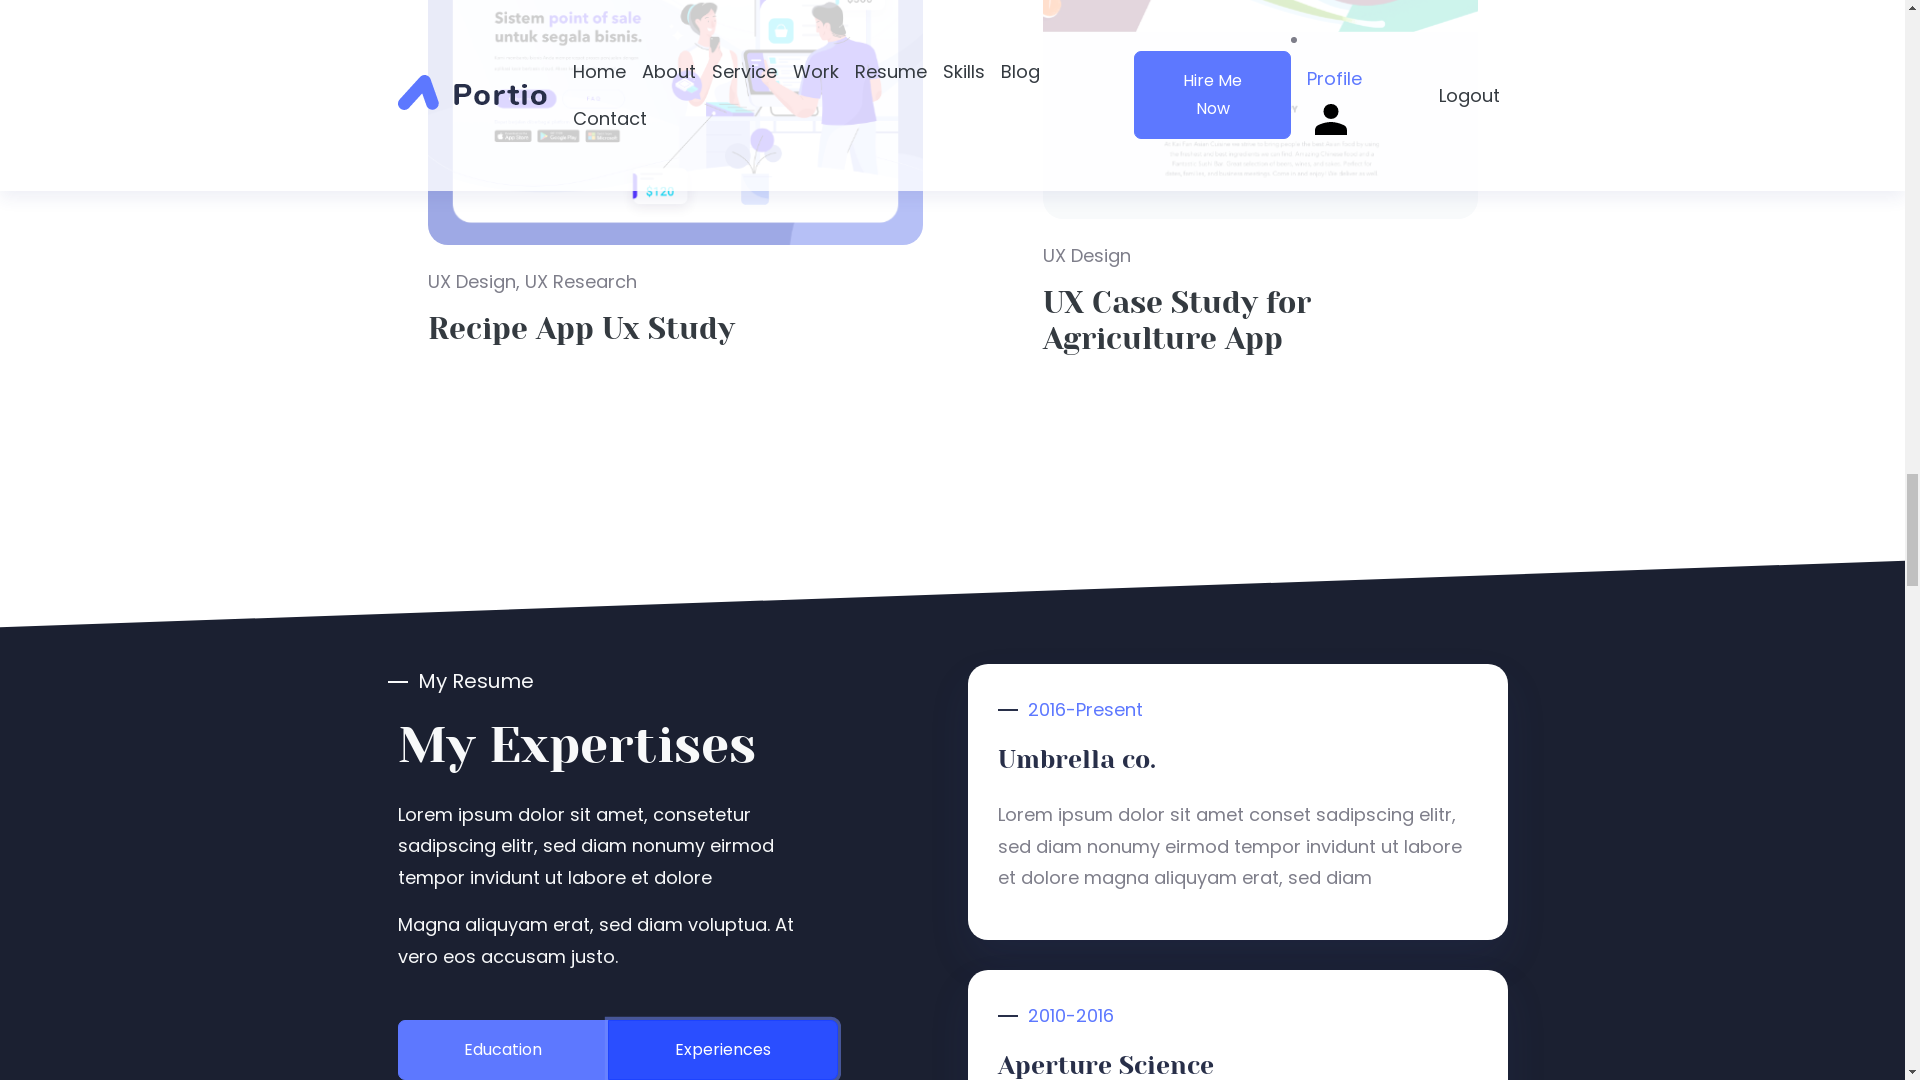 Sistem point of sale
untuk segala bisnis.
Portio
Home About Service Work Resume Skills Blog
Contact
Hire Me
Now
Profile
Logout
$120
UX Design, UX Research
Recipe App Ux Study
UX Design
UX Case Study for
Agriculture App
My Resume
My Expertises
Lorem ipsum dolor sit amet, consetetur
sadipscing elitr, sed diam nonumy eirmod
tempor invidunt ut labore et dolore
Magna aliquyam erat, sed diam voluptua. At
vero eos accusam justo.
Education
Experiences
2016-Present
Umbrella co.
Lorem ipsum dolor sit amet conset sadipscing elitr,
sed diam nonumy eirmod tempor invidunt ut labore
et dolore magna aliquyam erat, sed diam
2010-2016
Aperture Science